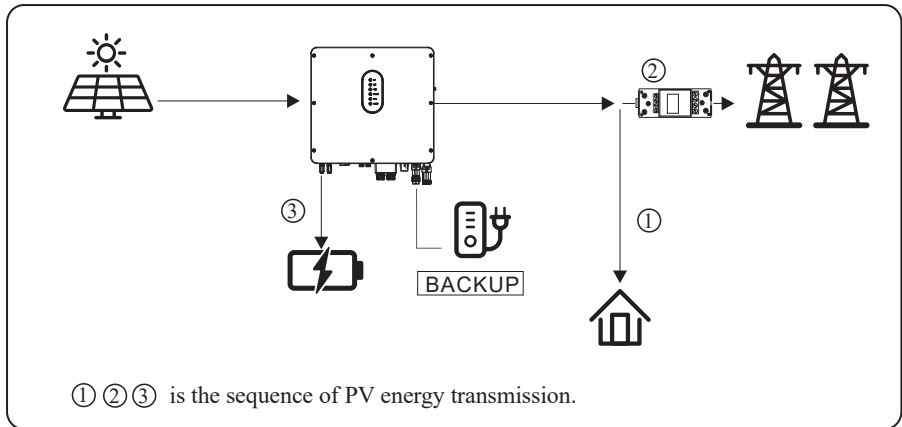 ②
③
①
BACKUP
① ② ③ is the sequence of PV energy transmission.